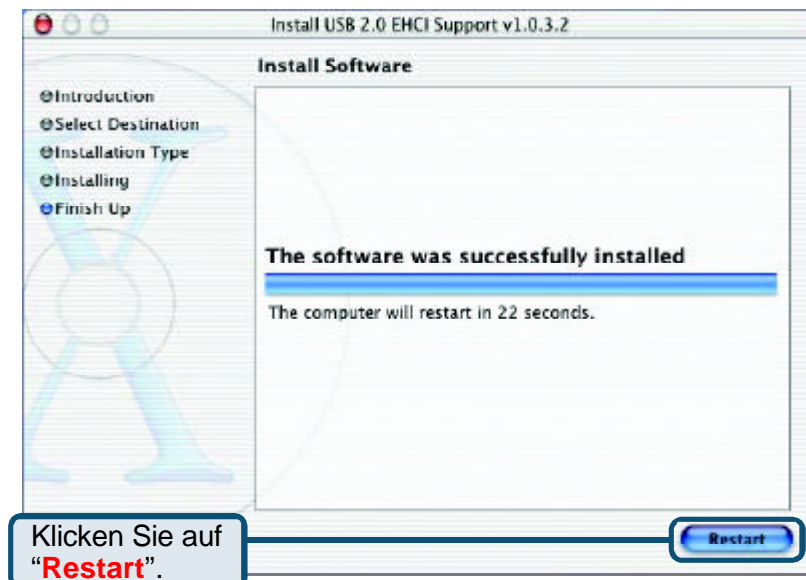 Install USB 2.0 EHCI Support v1.0.3.2
Install Software
Introduction
Select Destination
Installation Type
Installing
Finish Up
The software was successfully installed
The computer will restart in 22 seconds.
Restart
Klicken Sie auf
“Restart”.